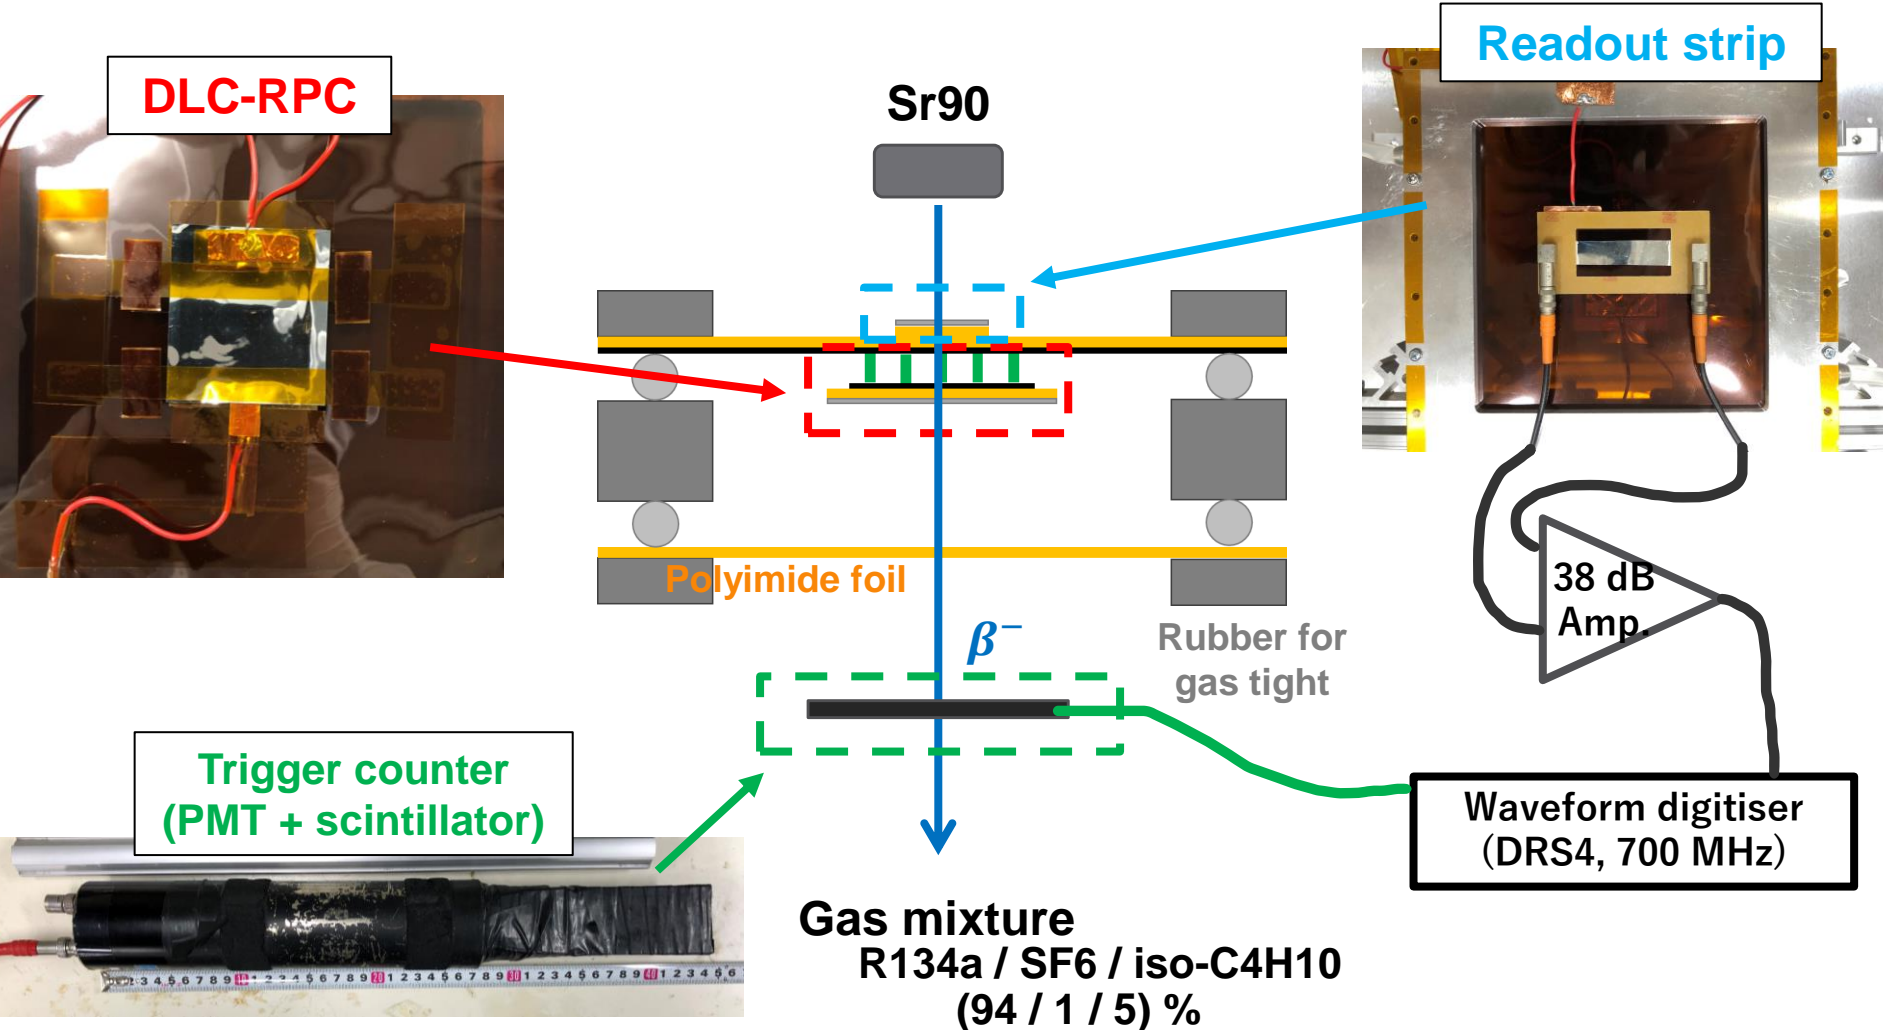 DLC-RPC
Sr90
Readout strip
Polyimide foil
β⁻
Rubber for
gas tight
38 dB
Amp.
Trigger counter
(PMT + scintillator)
Waveform digitiser
(DRS4, 700 MHz)
Gas mixture
R134a / SF6 / iso-C4H10
(94 / 1 / 5) %